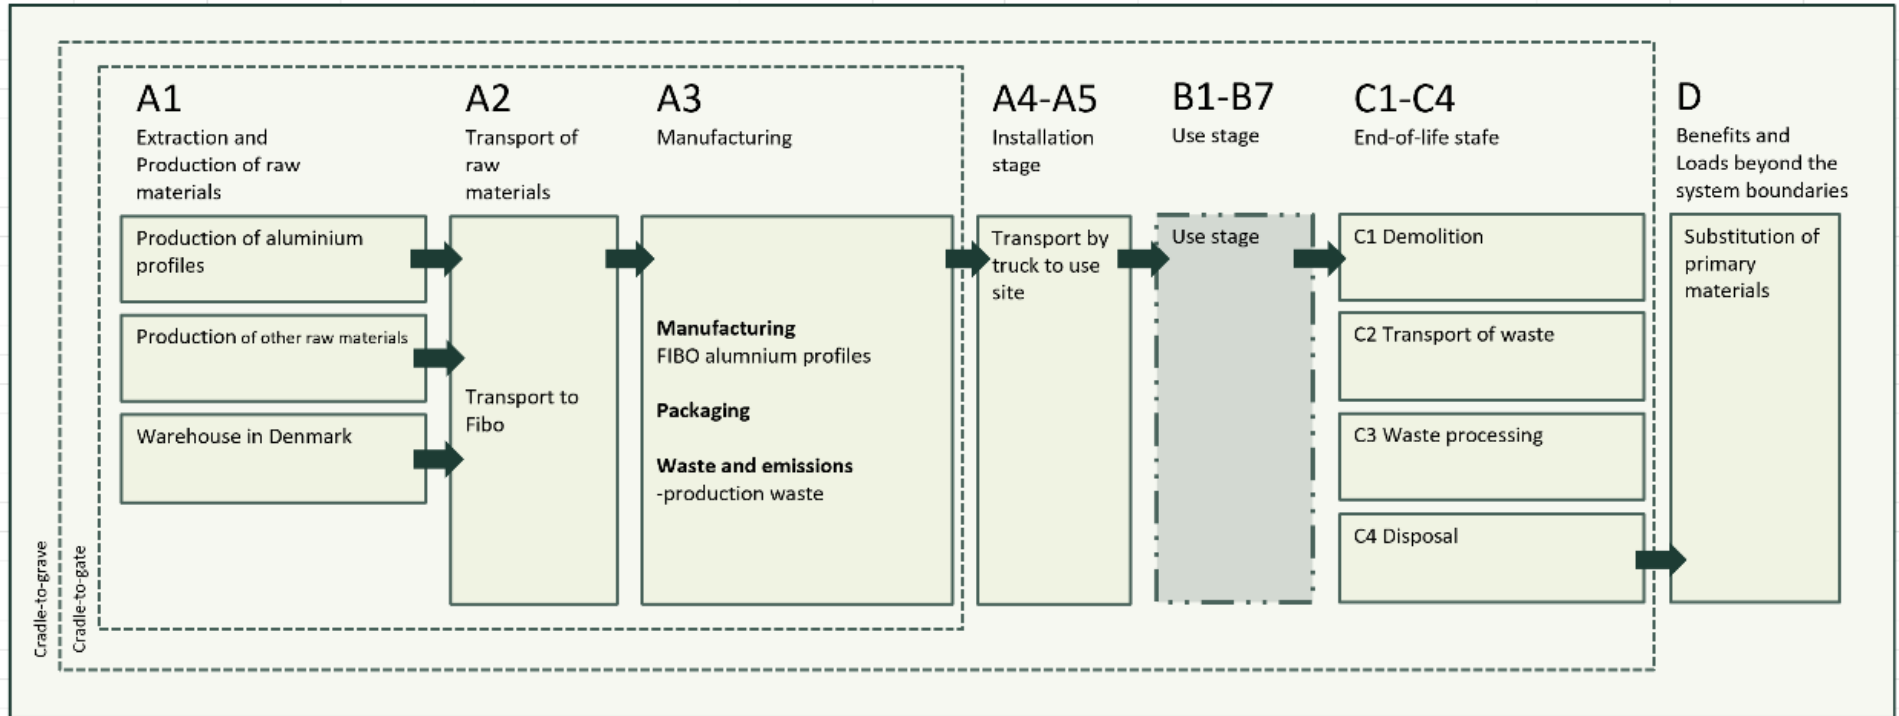 A1
Extraction and
Production of raw
materials
A2
Transport of
raw
materials
A3
Manufacturing
A4-A5
Installation
stage
B1-B7
Use stage
C1-C4
End-of-life stafe
D
Benefits and
Loads beyond the
system boundaries
Production of aluminium
profiles
Production of other raw materials
Warehouse in Denmark
Transport to
Fibo
Manufacturing
FIBO alumnium profiles
Packaging
Waste and emissions
-production waste
Transport by
truck to use
site
Use stage
C1 Demolition
C2 Transport of waste
C3 Waste processing
C4 Disposal
Substitution of
primary
materials
Cradle-to-grave
Cradle-to-gate